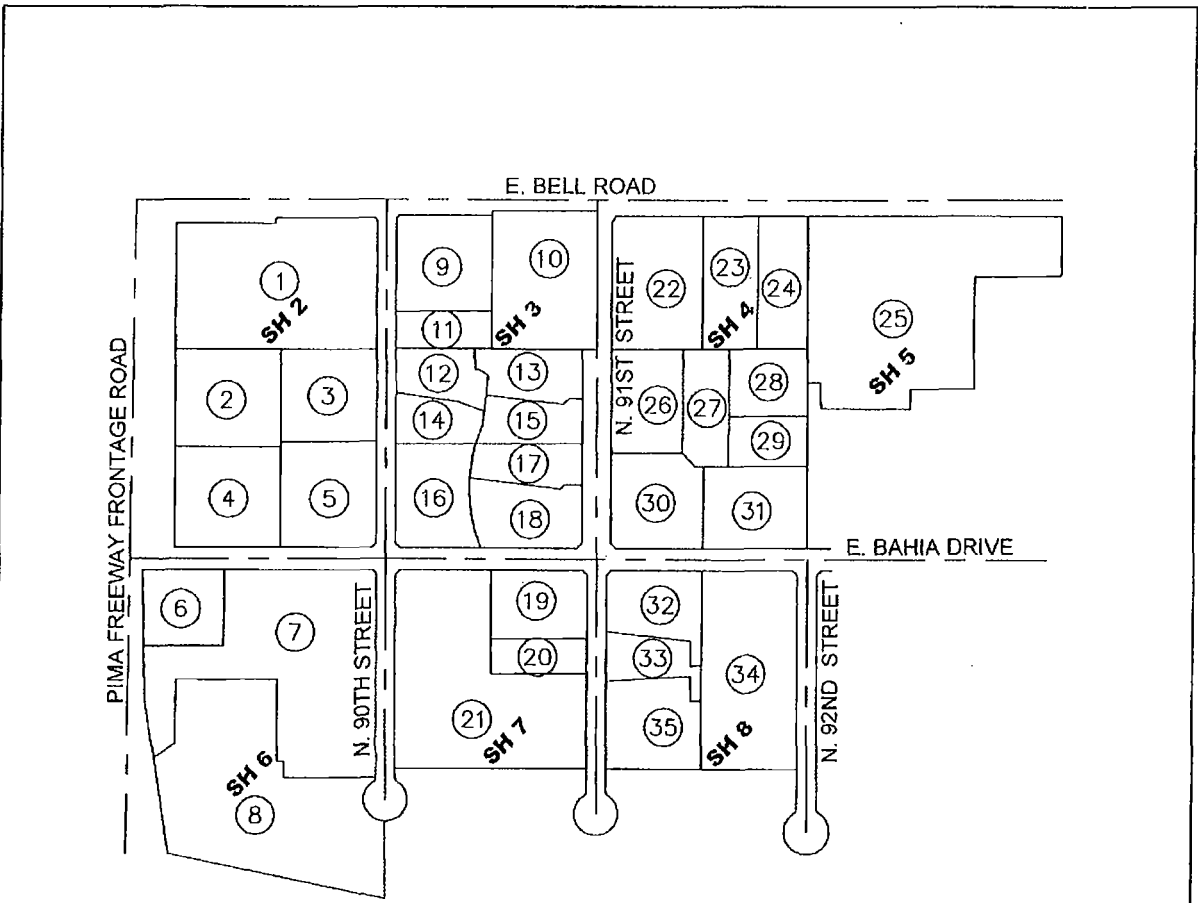 E. BELL ROAD
PIMA FREEWAY FRONTAGE ROAD
1
SH 2
2
3
4
5
9
10
11
SH 3
12
13
14
15
16
17
18
N. 91ST STREET
22
23
24
SH 4
25
SH 5
26
27
28
29
30
31
E. BAHIA DRIVE
6
7
SH 6
8
N. 90TH STREET
19
20
21
SH 7
32
33
34
35
SH 8
N. 92ND STREET